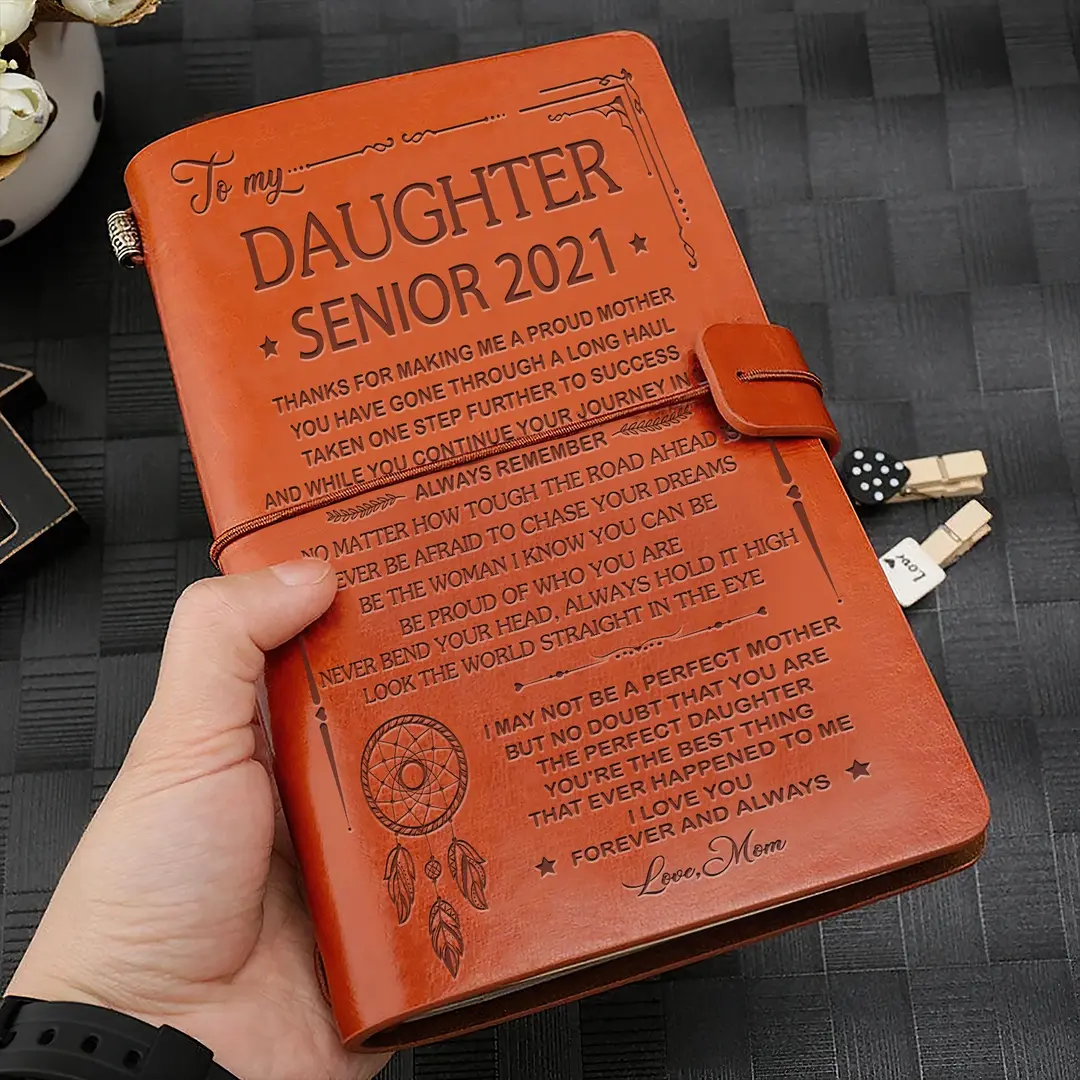 To my
DAUGHTER
SENIOR 2021
THANKS FOR MAKING ME A PROUD MOTHER
YOU HAVE GONE THROUGH A LONG HAUL
TAKEN ONE STEP FURTHER TO SUCCESS
AND WHILE YOU CONTINUE YOUR JOURNEY IN
ALWAYS REMEMBER
NO MATTER HOW TOUGH THE ROAD AHEAD IS
EVER BE AFRAID TO CHASE YOUR DREAMS
BE THE WOMAN I KNOW YOU CAN BE
BE PROUD OF WHO YOU ARE
NEVER BEND YOUR HEAD, ALWAYS HOLD IT HIGH
LOOK THE WORLD STRAIGHT IN THE EYE
I MAY NOT BE A PERFECT MOTHER
BUT NO DOUBT THAT YOU ARE
THE PERFECT DAUGHTER
YOU'RE THE BEST THING
THAT EVER HAPPENED TO ME
I LOVE YOU
FOREVER AND ALWAYS
Love, Mom
Love